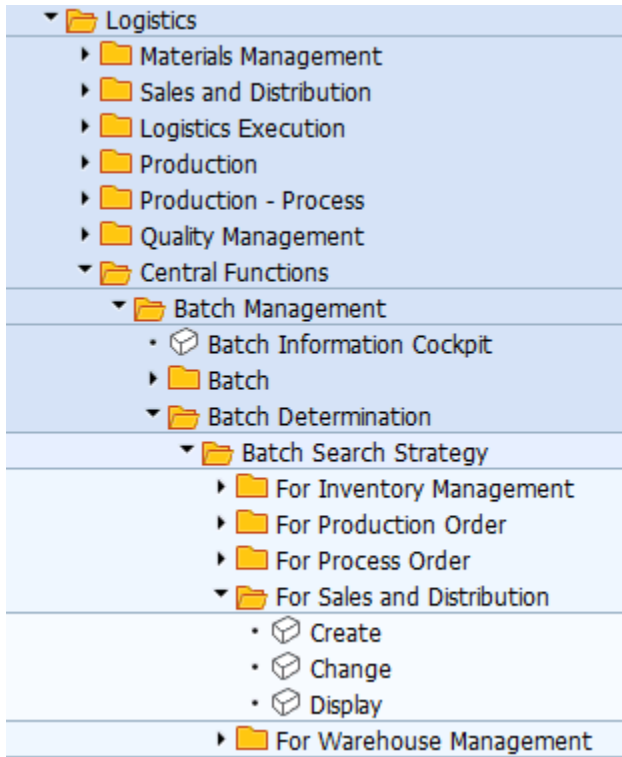 Logistics
Materials Management
Sales and Distribution
Logistics Execution
Production
Production - Process
Quality Management
Central Functions
Batch Management
Batch Information Cockpit
Batch
Batch Determination
Batch Search Strategy
For Inventory Management
For Production Order
For Process Order
For Sales and Distribution
Create
Change
Display
For Warehouse Management